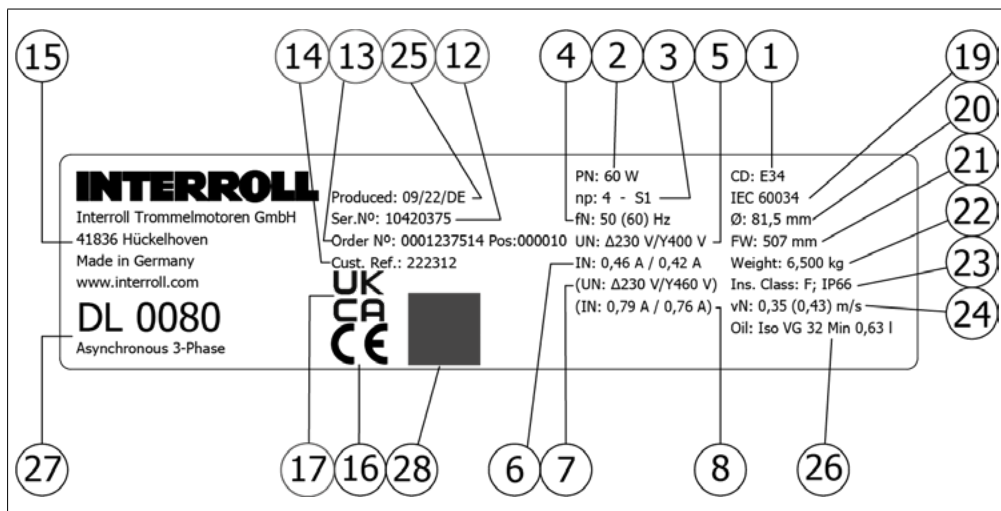 15 14 13 25 12 4 2 3 5 1 19
20
21
22
23
24
INTERROLL
Interroll Trommelmotoren GmbH
41836 Hückelhoven
Made in Germany
www.interroll.com
DL 0080
Asynchronous 3-Phase
Produced: 09/22/DE
Ser.Nº: 10420375
Order Nº: 0001237514 Pos:000010
Cust. Ref.: 222312
UK
CA
CE
PN: 60 W
np: 4 - S1
fN: 50 (60) Hz
UN: Δ230 V/Y400 V
IN: 0,46 A / 0,42 A
(UN: Δ230 V/Y460 V)
(IN: 0,79 A / 0,76 A)
CD: E34
IEC 60034
Ø: 81,5 mm
FW: 507 mm
Weight: 6,500 kg
Ins. Class: F; IP66
vN: 0,35 (0,43) m/s
Oil: Iso VG 32 Min 0,63 l
27 17 16 28 6 7 8 26